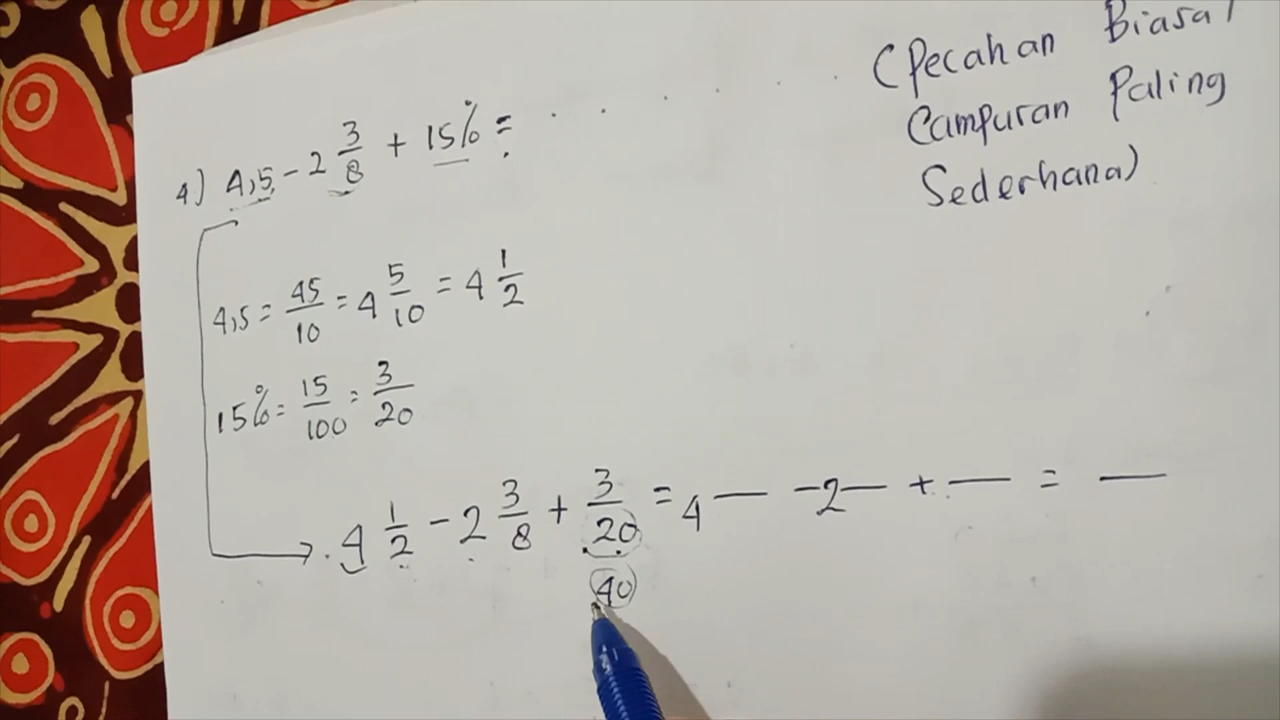 (Pecahan Biasa/
Campuran Paling
Sederhana)
4) 4,5 - 2 3/8 + 15% = . . . . . .
4,5 = 45/10 = 4 5/10 = 4 1/2
15% = 15/100 = 3/20
4 1/2 - 2 3/8 + 3/20 = 4 — - 2 — + — = —
40